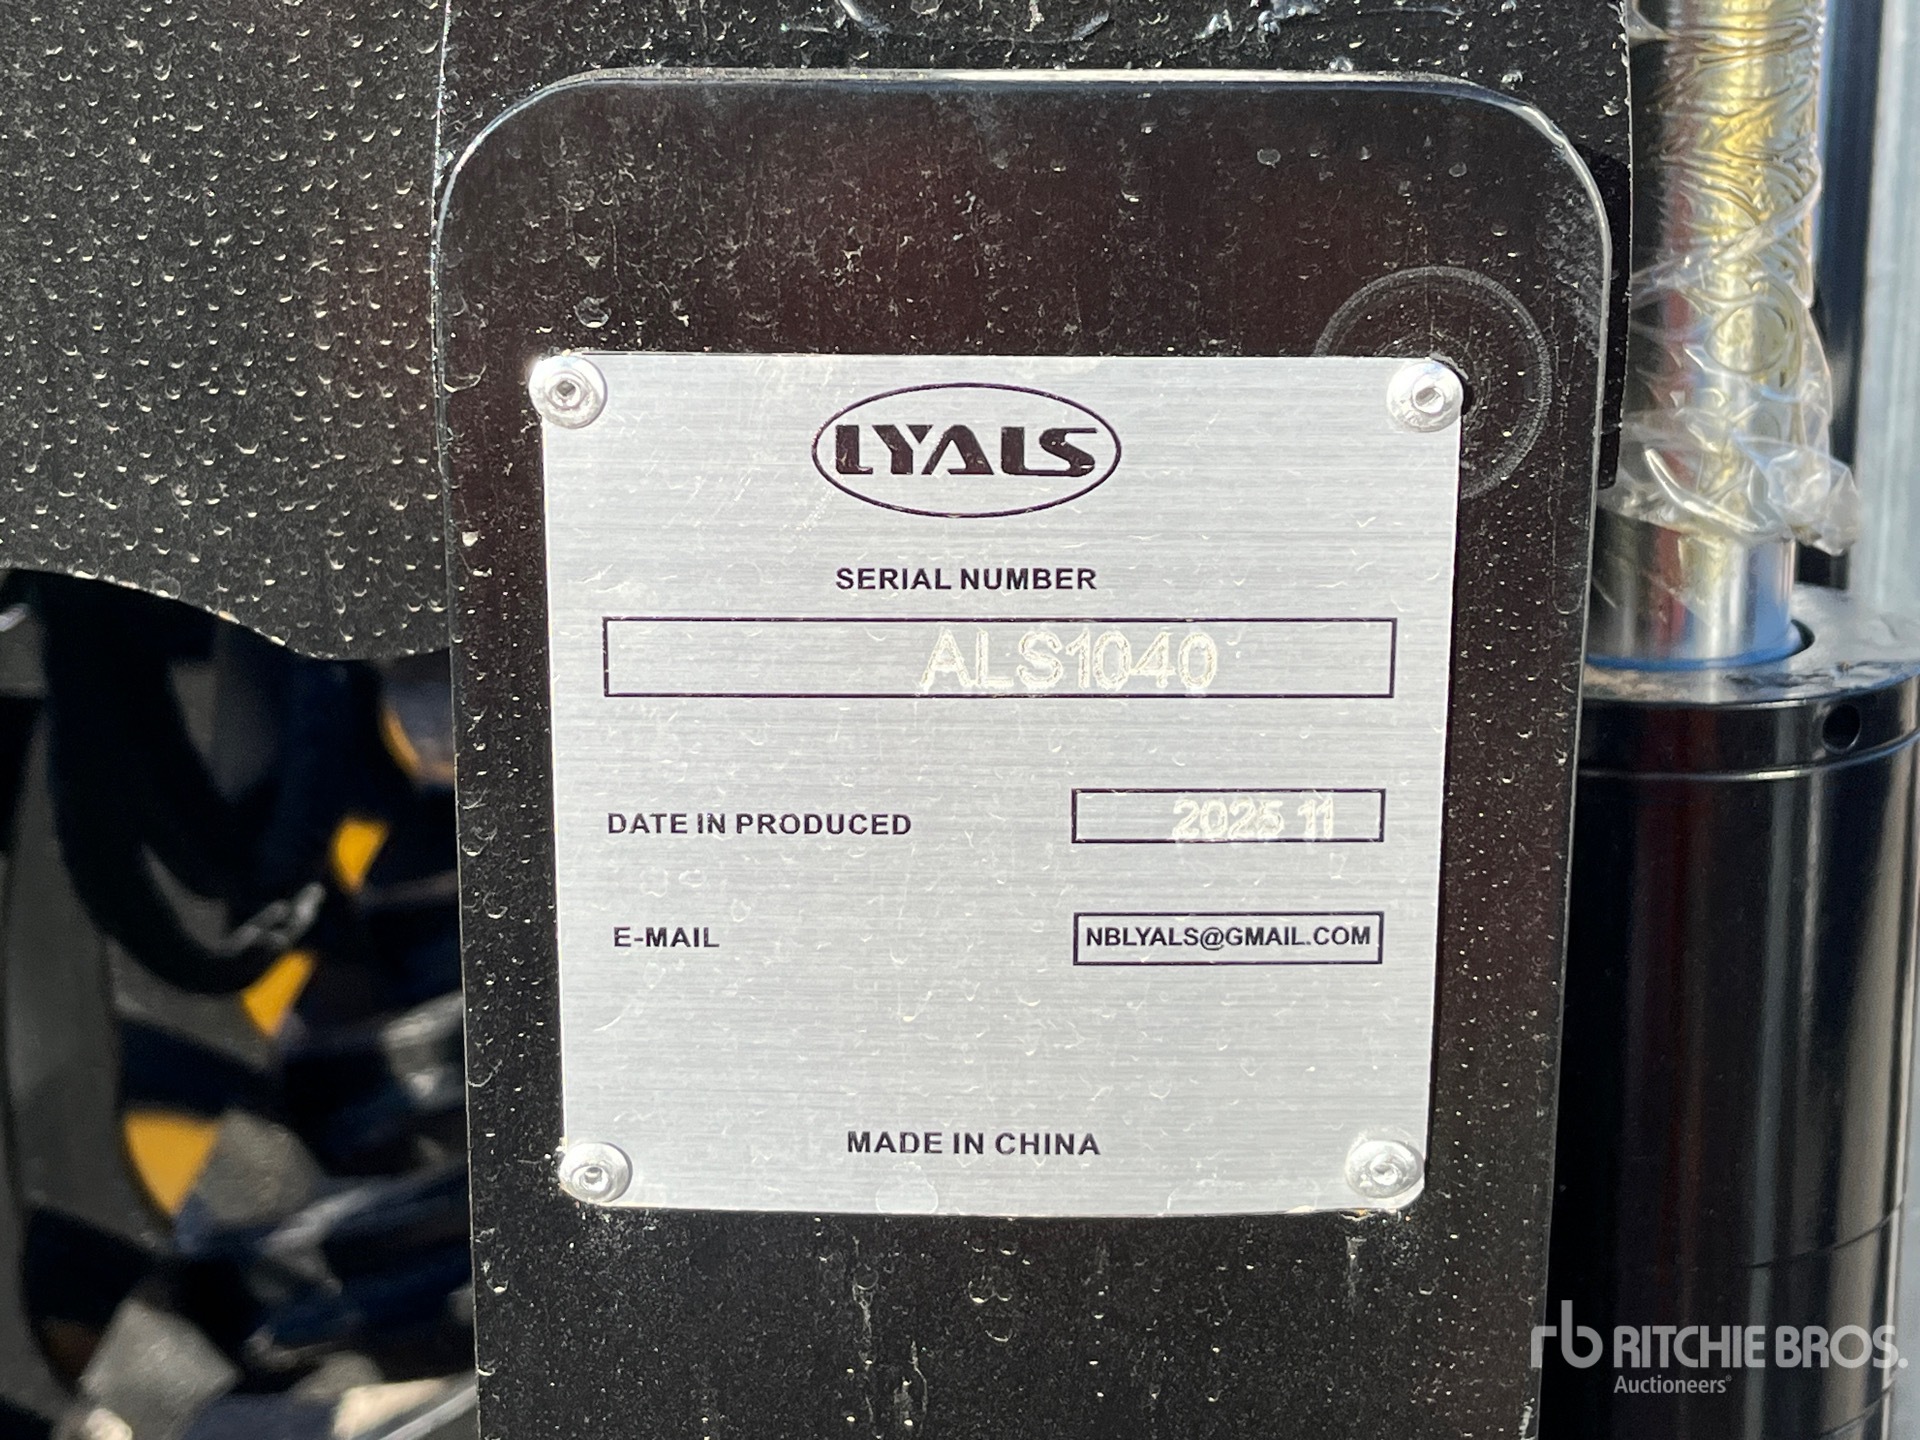 LYALS
SERIAL NUMBER
ALS1040
DATE IN PRODUCED 2025 11
E-MAIL NBLYALS@GMAIL.COM
MADE IN CHINA
rb RITCHIE BROS.
Auctioneers®